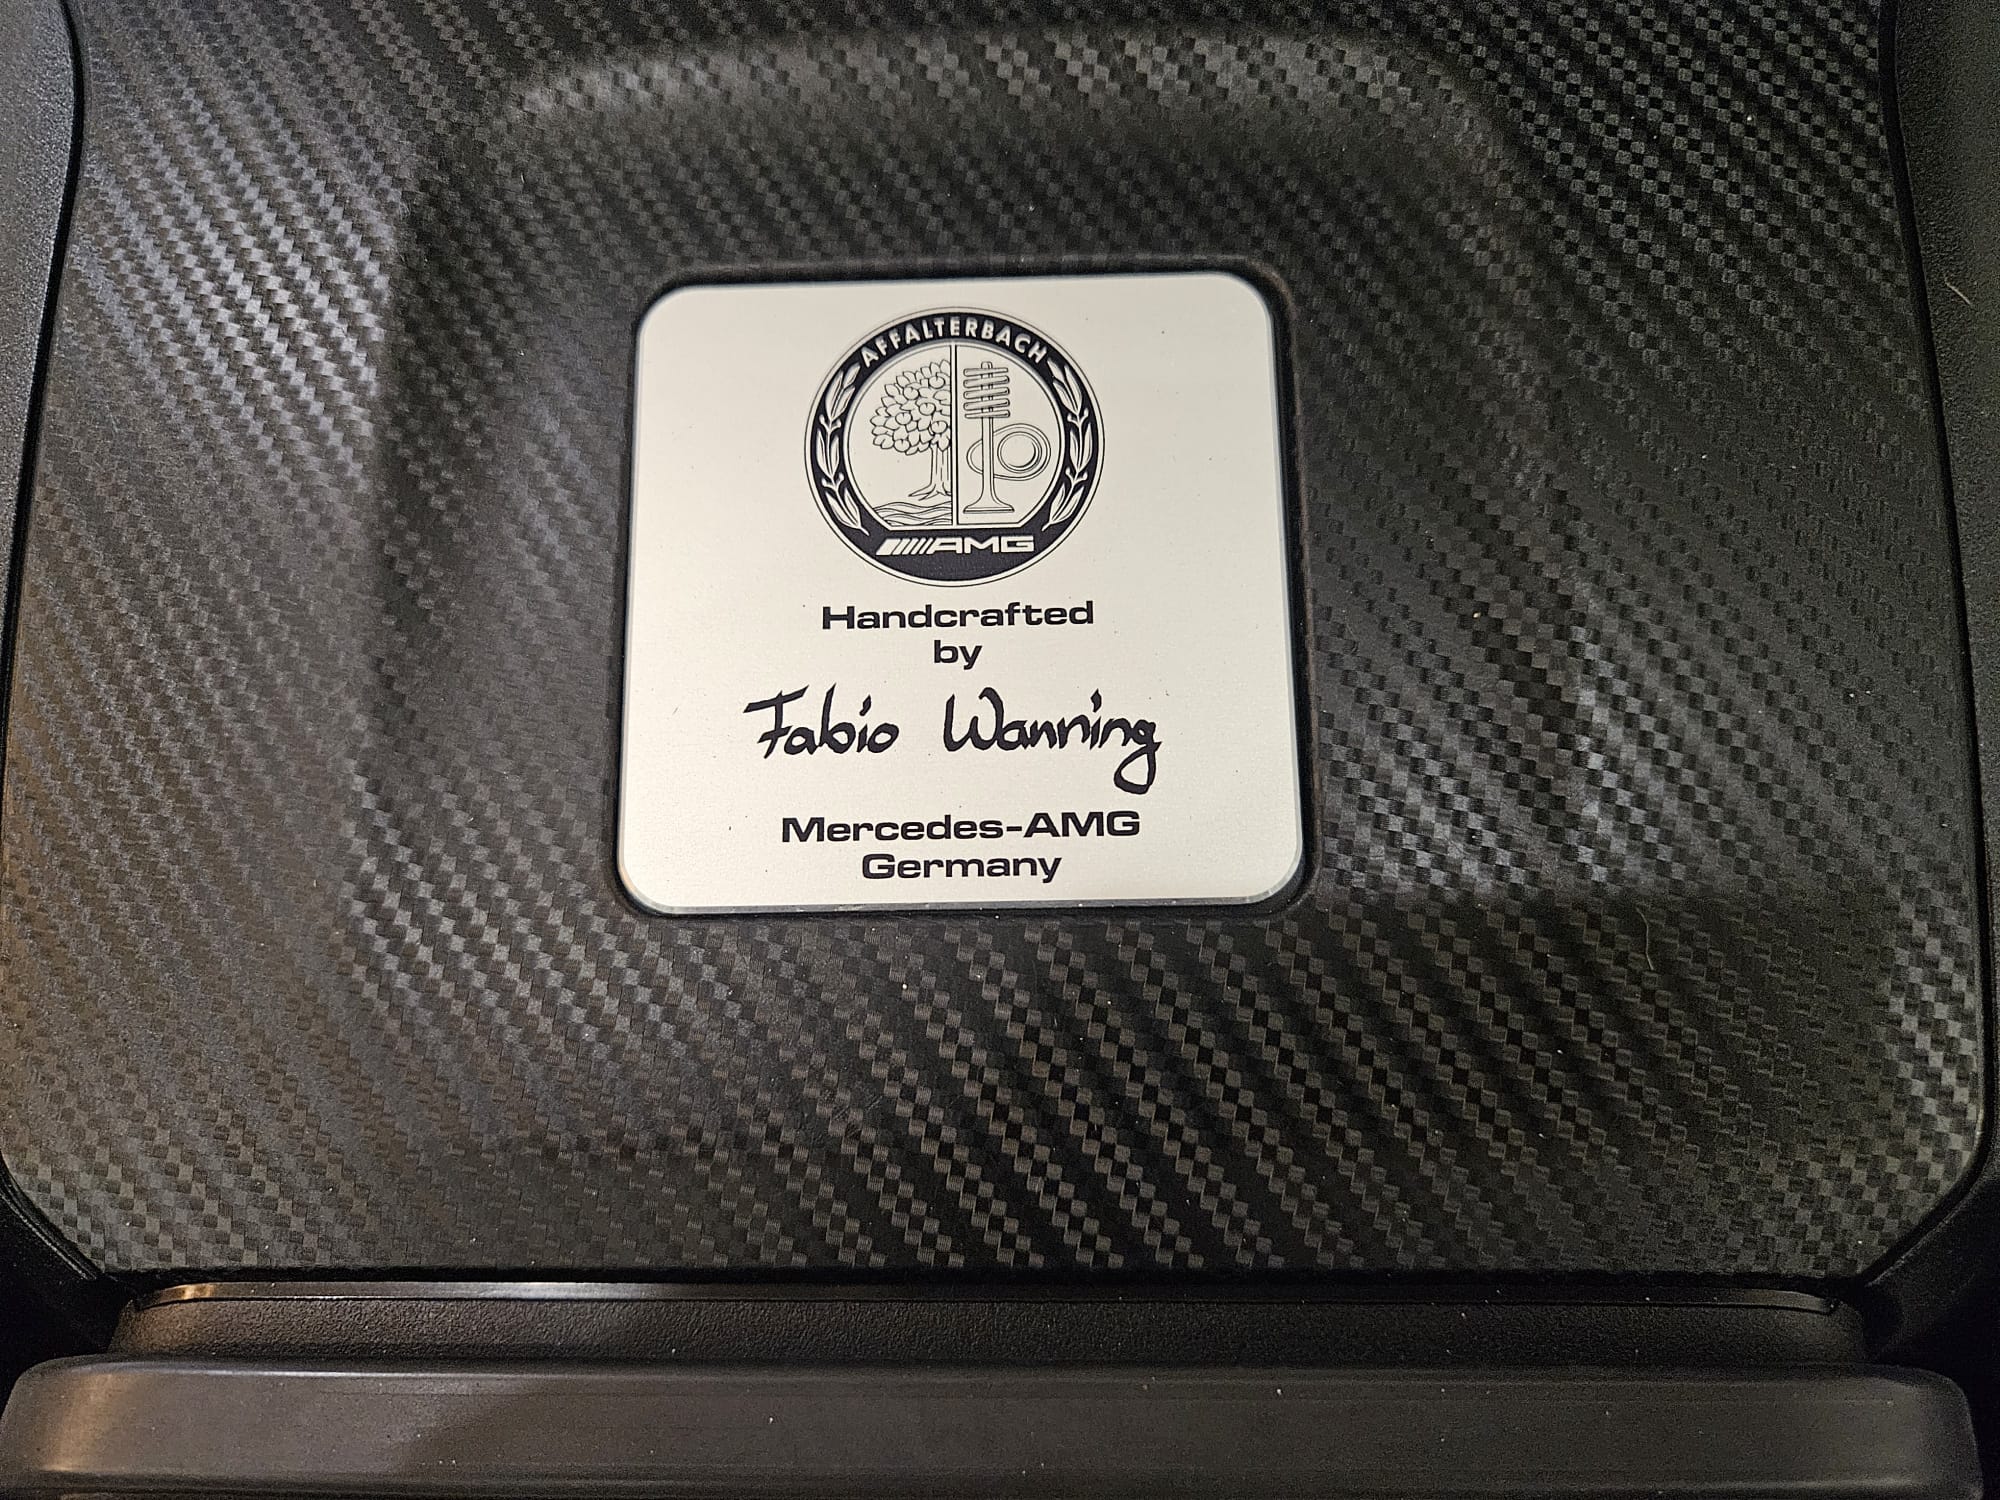 AFFALTERBACH
AMG
Handcrafted
by
Fabio Wanning
Mercedes-AMG
Germany